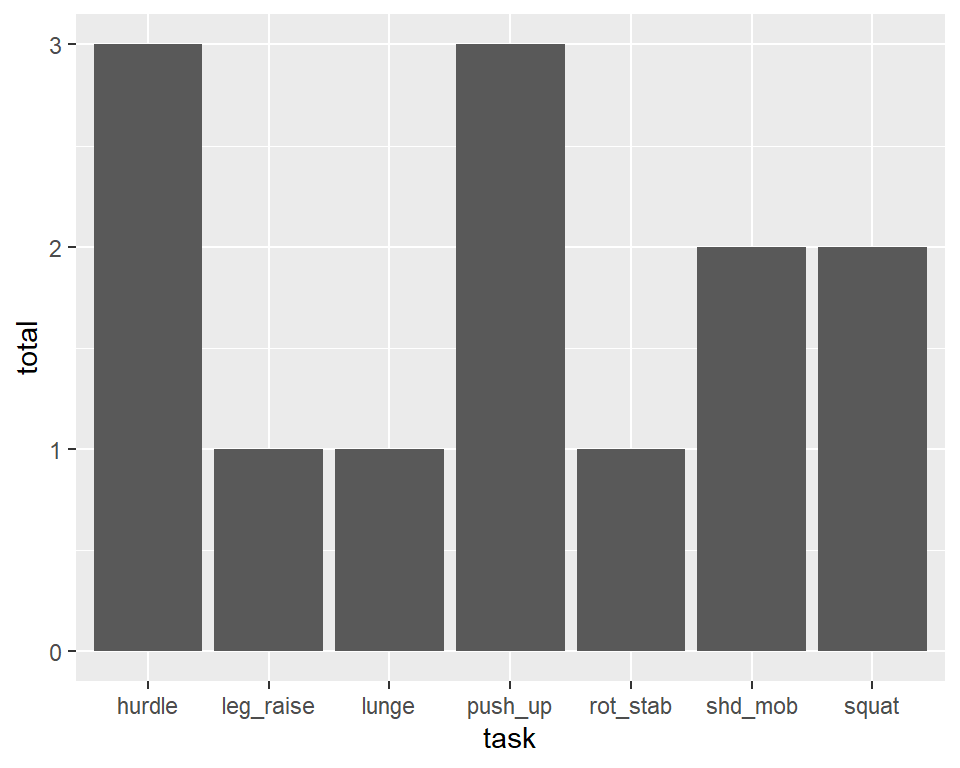 3
2
1
0
total
hurdle leg_raise lunge push_up rot_stab shd_mob squat
task